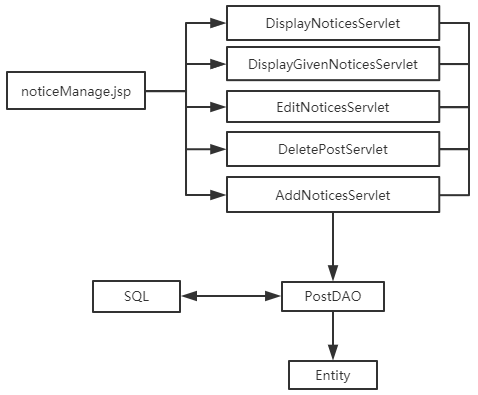 DisplayNoticesServlet
DisplayGivenNoticesServlet
noticeManage.jsp
EditNoticesServlet
DeletePostServlet
AddNoticesServlet
SQL
PostDAO
Entity